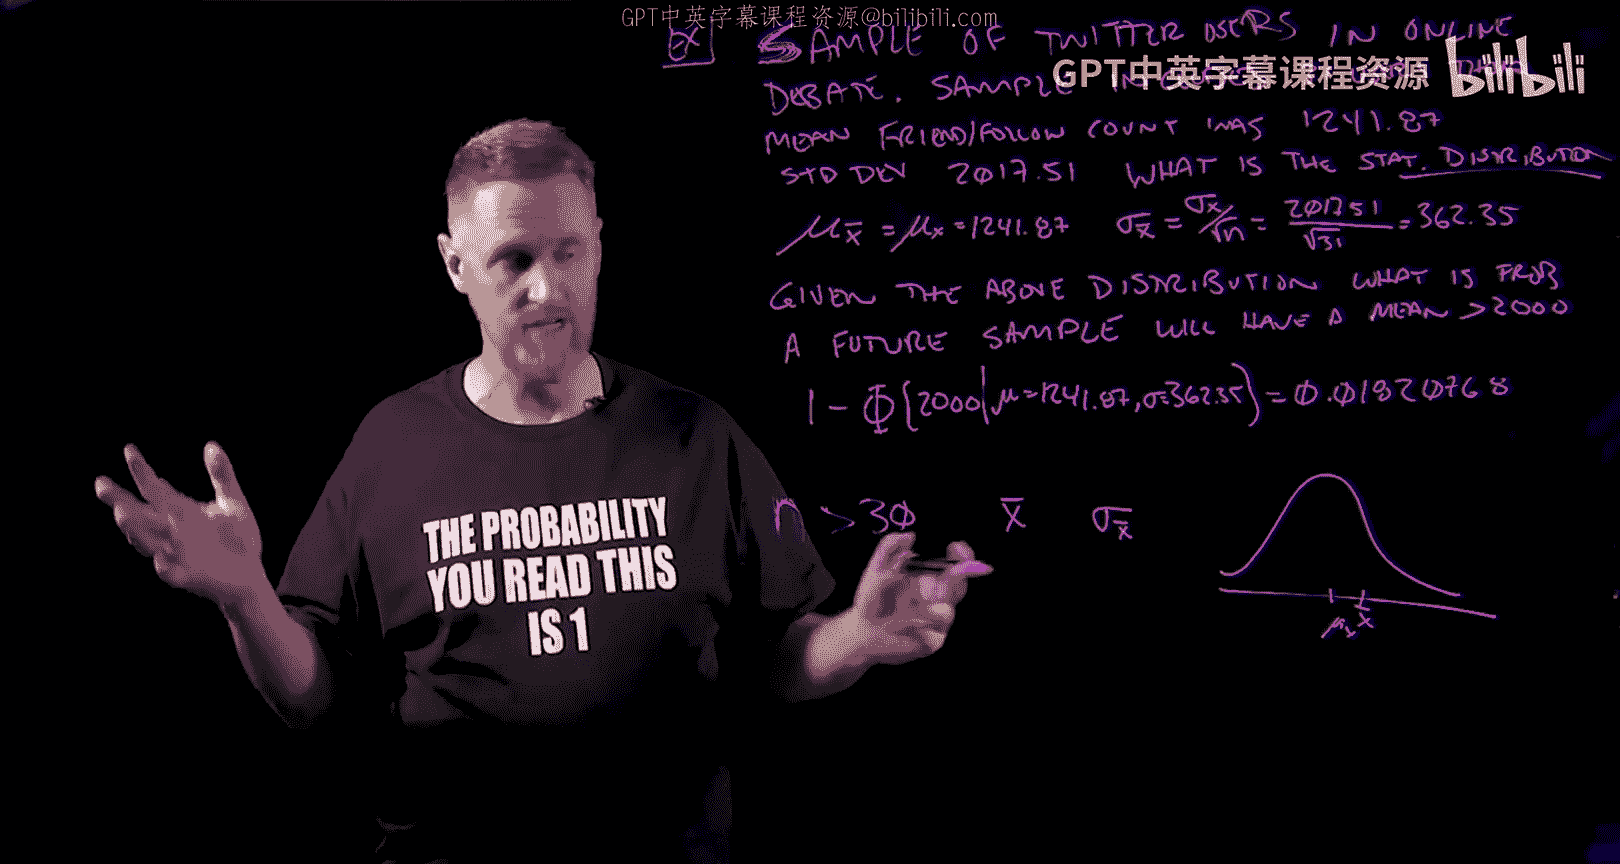 GPT中英字幕课程资源@bilibili.com
EX SAMPLE OF TWITTER USERS IN ONLINE
GPT中英字幕课程资源 bilibili
DEBATE. SAMPLE
MEAN FRIEND/FOLLOW COUNT WAS 1241.87
STD DEV 2017.51 WHAT IS THE STAT. DISTRIBUTION
μx̄ = μx = 1241.87 σx̄ = σx/√n = 2017.51/√31 = 362.35
GIVEN THE ABOVE DISTRIBUTION WHAT IS PROB
A FUTURE SAMPLE WILL HAVE A MEAN >2000
1 - Φ(2000|μ=1241.87, σ=362.35) = 0.01820768
n > 30 x̄ σx̄
THE PROBABILITY
YOU READ THIS
IS 1